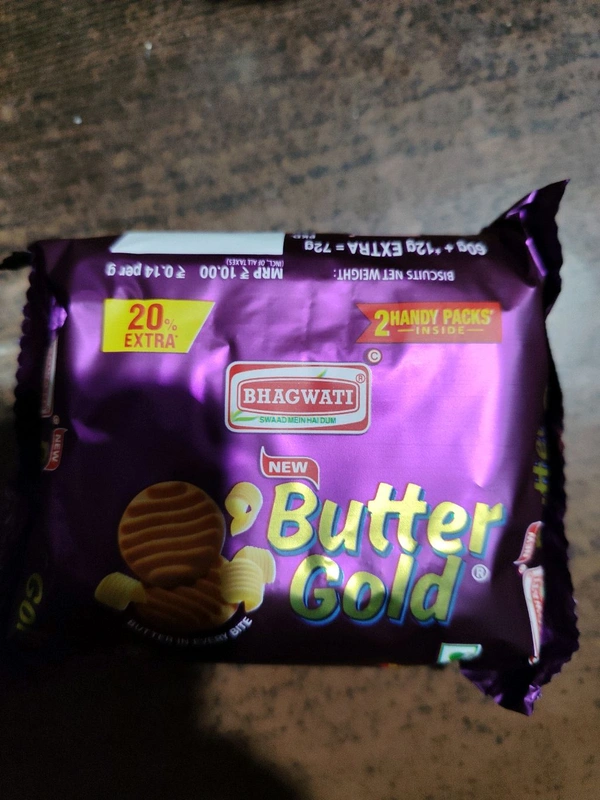 60g + *12g EXTRA = 72g
BISCUITS NET WEIGHT:
MRP ₹ 10.00 ₹ 0.14 per g
(INCL. OF ALL TAXES)
20%
EXTRA*
2 HANDY PACKS*
INSIDE
©
BHAGWATI®
SWAAD MEIN HAI DUM
NEW
Butter
Gold®
BUTTER IN EVERY BITE
NEW